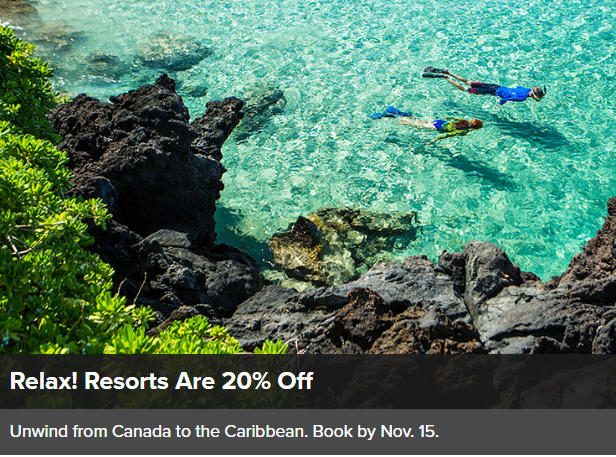 Relax! Resorts Are 20% Off
Unwind from Canada to the Caribbean. Book by Nov. 15.